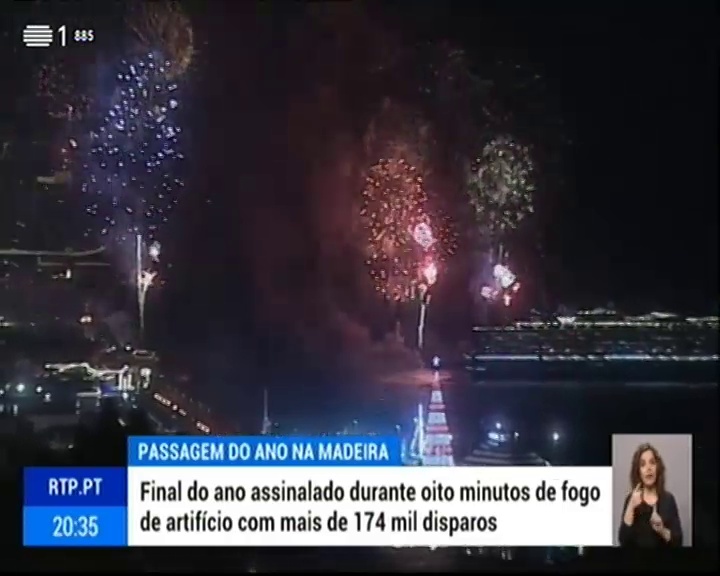 1 885
PASSAGEM DO ANO NA MADEIRA
RTP.PT
Final do ano assinalado durante oito minutos de fogo
de artifício com mais de 174 mil disparos
20:35